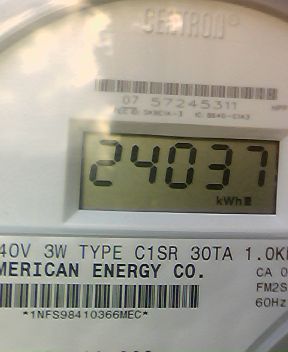 CENTRON®
07 57245311
24037
kWh
40V 3W TYPE C1SR 30TA 1.0K
MERICAN ENERGY CO.
CA 0
FM2S
60Hz
*1NFS98410366MEC*